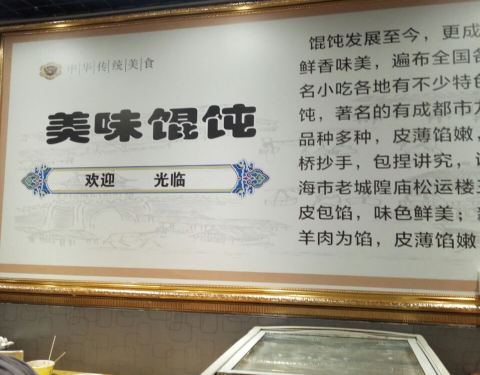 中华传统美食
美味馄饨
欢迎 光临
馄饨发展至今，更成
鲜香味美，遍布全国各
名小吃各地有不少特色
饨，著名的有成都市龙
品种多种，皮薄馅嫩，
桥抄手，包捏讲究，
海市老城隍庙松运楼三
皮包馅，味色鲜美；
羊肉为馅，皮薄馅嫩